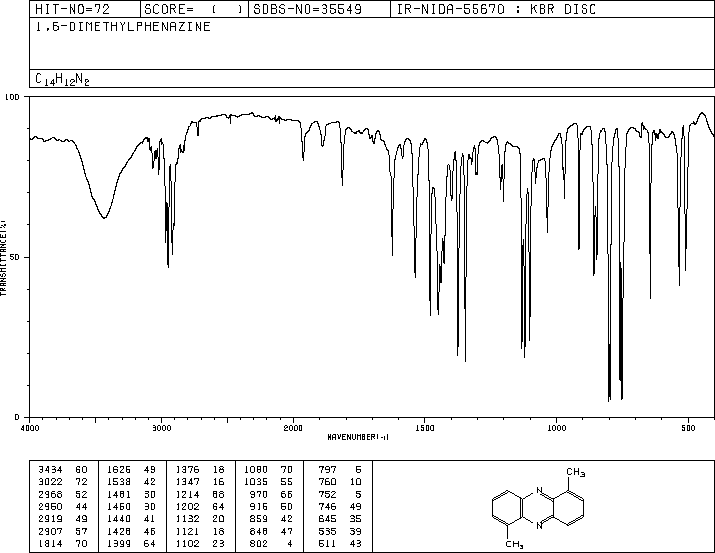 HIT-NO=72 SCORE= ( ) SDBS-NO=35549 IR-NIDA-55670 : KBR DISC
1,6-DIMETHYLPHENAZINE
C14H12N2
100
50
0
TRANSMITTANCE(%)
4000 3000 2000 1500 1000 500
WAVENUMBER(-1)
3434 60 1626 49 1376 18 1080 70 797 6
3022 72 1538 42 1347 16 1035 55 760 10
2968 52 1481 30 1214 68 970 66 752 5
2960 44 1460 30 1202 64 916 50 746 49
2919 49 1440 41 1132 20 859 42 645 35
2907 57 1428 46 1121 18 848 47 535 39
1814 70 1399 64 1102 23 802 4 511 43
CH3
N
N
CH3